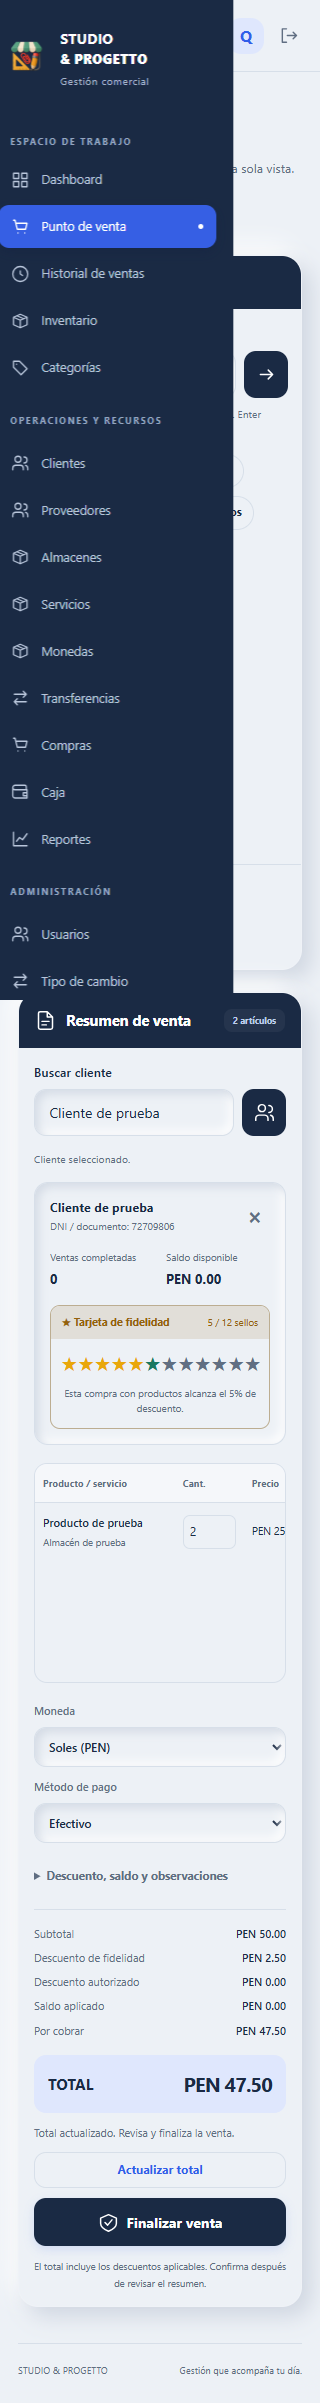 STUDIO
& PROGETTO
Gestión comercial
Q
ESPACIO DE TRABAJO
Dashboard
a sola vista.
Punto de venta
Historial de ventas
Inventario
Categorías
. Enter
OPERACIONES Y RECURSOS
Clientes
Proveedores
os
Almacenes
Servicios
Monedas
Transferencias
Compras
Caja
Reportes
ADMINISTRACIÓN
Usuarios
Tipo de cambio
Resumen de venta
2 artículos
Buscar cliente
Cliente de prueba
Cliente seleccionado.
Cliente de prueba
DNI / documento: 72709806
Ventas completadas
Saldo disponible
0
PEN 0.00
★ Tarjeta de fidelidad
5 / 12 sellos
Esta compra con productos alcanza el 5% de
descuento.
Producto / servicio
Cant.
Precio
Producto de prueba
Almacén de prueba
2
PEN 25
Moneda
Soles (PEN)
Método de pago
Efectivo
Descuento, saldo y observaciones
Subtotal
PEN 50.00
Descuento de fidelidad
PEN 2.50
Descuento autorizado
PEN 0.00
Saldo aplicado
PEN 0.00
Por cobrar
PEN 47.50
TOTAL
PEN 47.50
Total actualizado. Revisa y finaliza la venta.
Actualizar total
Finalizar venta
El total incluye los descuentos aplicables. Confirma después
de revisar el resumen.
STUDIO & PROGETTO
Gestión que acompaña tu día.